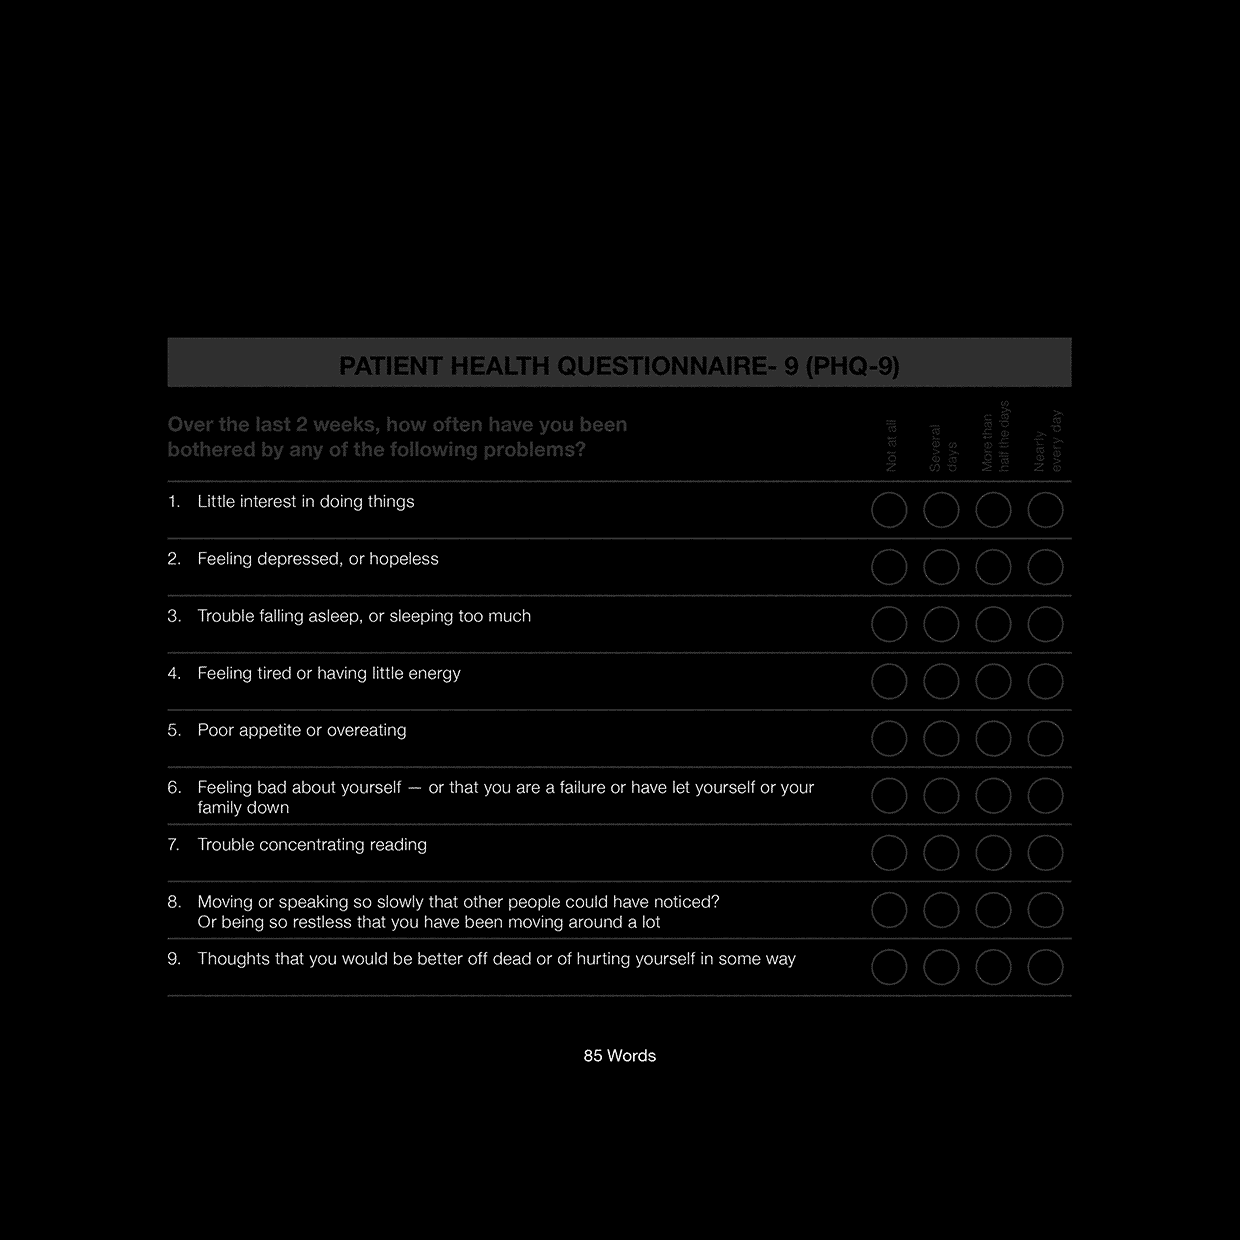 PATIENT HEALTH QUESTIONNAIRE- 9 (PHQ-9)
Over the last 2 weeks, how often have you been
bothered by any of the following problems?
Not at all
Several
days
More than
half the days
Nearly
every day
1. Little interest in doing things
2. Feeling depressed, or hopeless
3. Trouble falling asleep, or sleeping too much
4. Feeling tired or having little energy
5. Poor appetite or overeating
6. Feeling bad about yourself — or that you are a failure or have let yourself or your
family down
7. Trouble concentrating reading
8. Moving or speaking so slowly that other people could have noticed?
Or being so restless that you have been moving around a lot
9. Thoughts that you would be better off dead or of hurting yourself in some way
85 Words